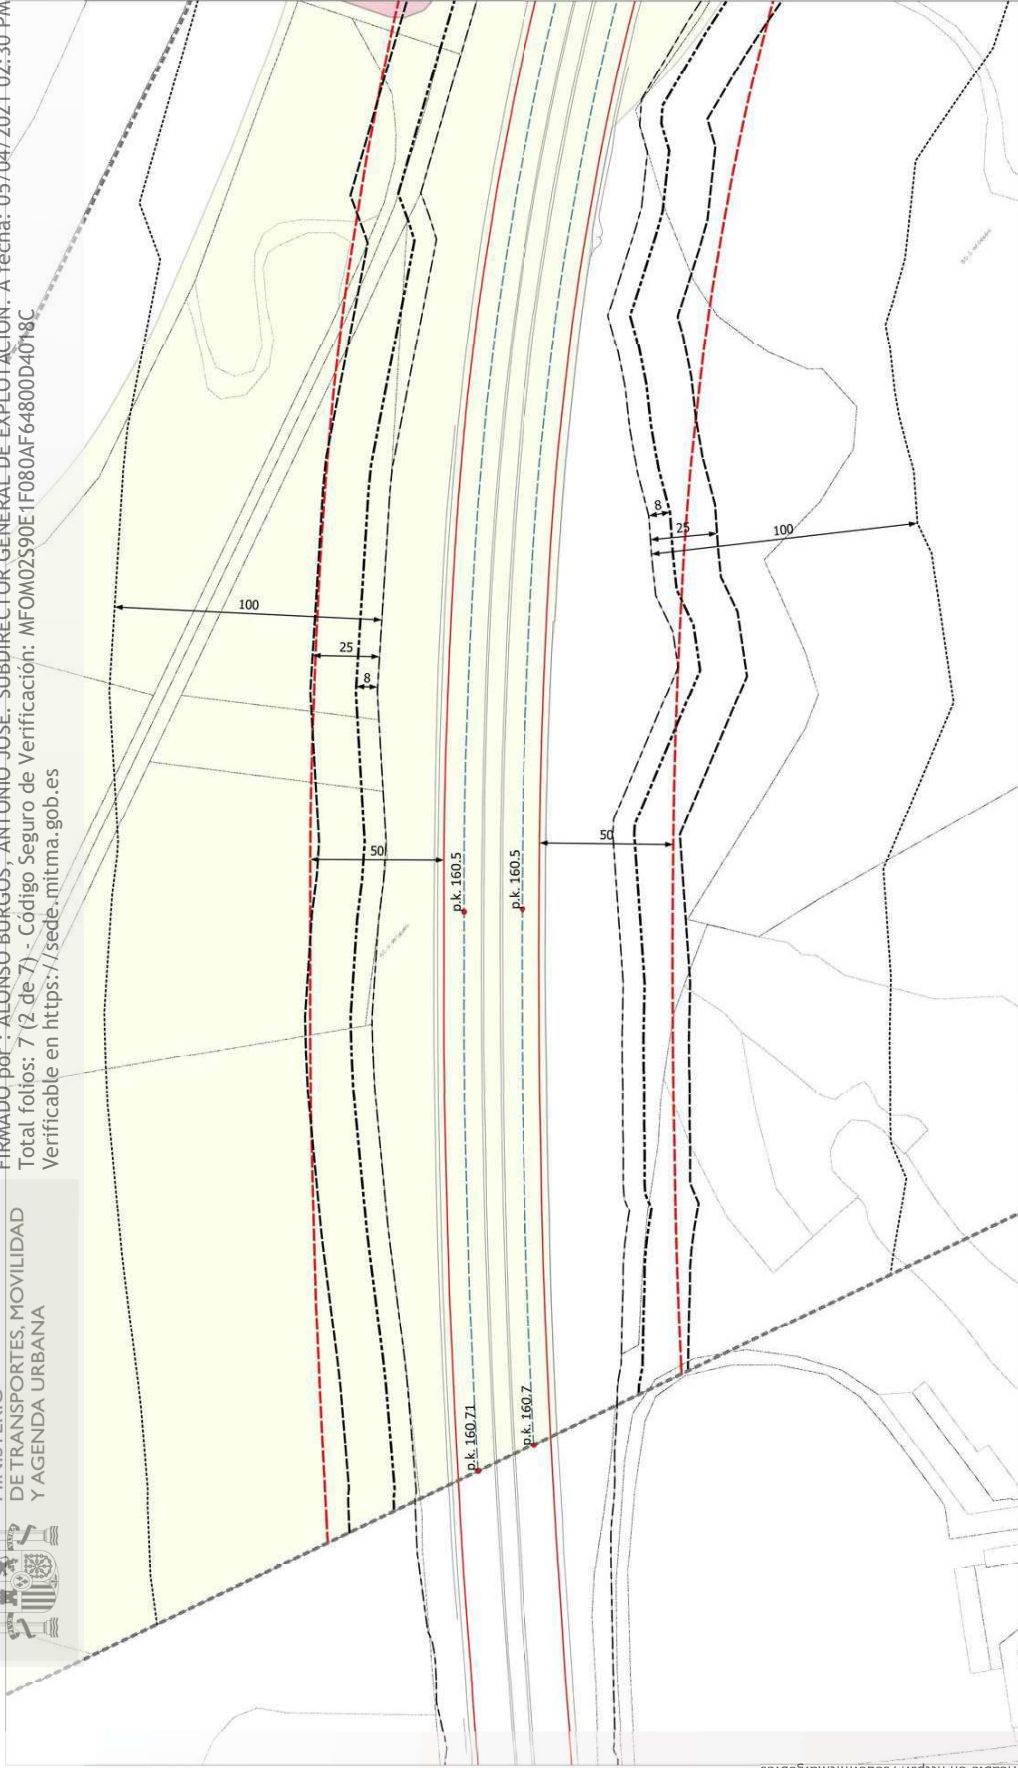 FIRMADO por : ALONSO BURGOS, ANTONIO JOSE. SUBDIRECTOR GENERAL DE EXPLOTACIÓN. A fecha: 05/04/2021 02:30 PM
Total folios: 7 (2 de 7) - Código Seguro de Verificación: MFOM02S90E1F080AF64800D4018C
Verificable en https://sede.mitma.gob.es
MINISTERIO
DE TRANSPORTES, MOVILIDAD
Y AGENDA URBANA
100
25
8
50
p.k. 160.5
p.k. 160.5
50
8
25
100
p.k. 160.71
p.k. 160.7